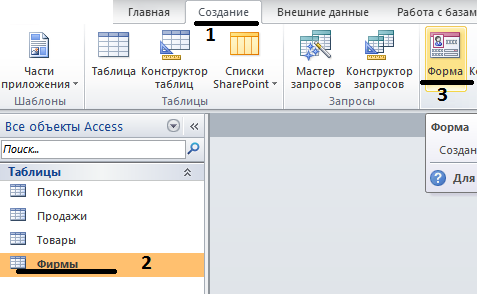 Главная Создание Внешние данные Работа с базам
1
Части приложения Таблица Конструктор таблиц Списки SharePoint Мастер запросов Конструктор запросов Форма К
Шаблоны Таблицы Запросы 3
Все объекты Access
Поиск...
Таблицы
Покупки
Продажи
Товары
Фирмы 2
Форма
Создан
Для